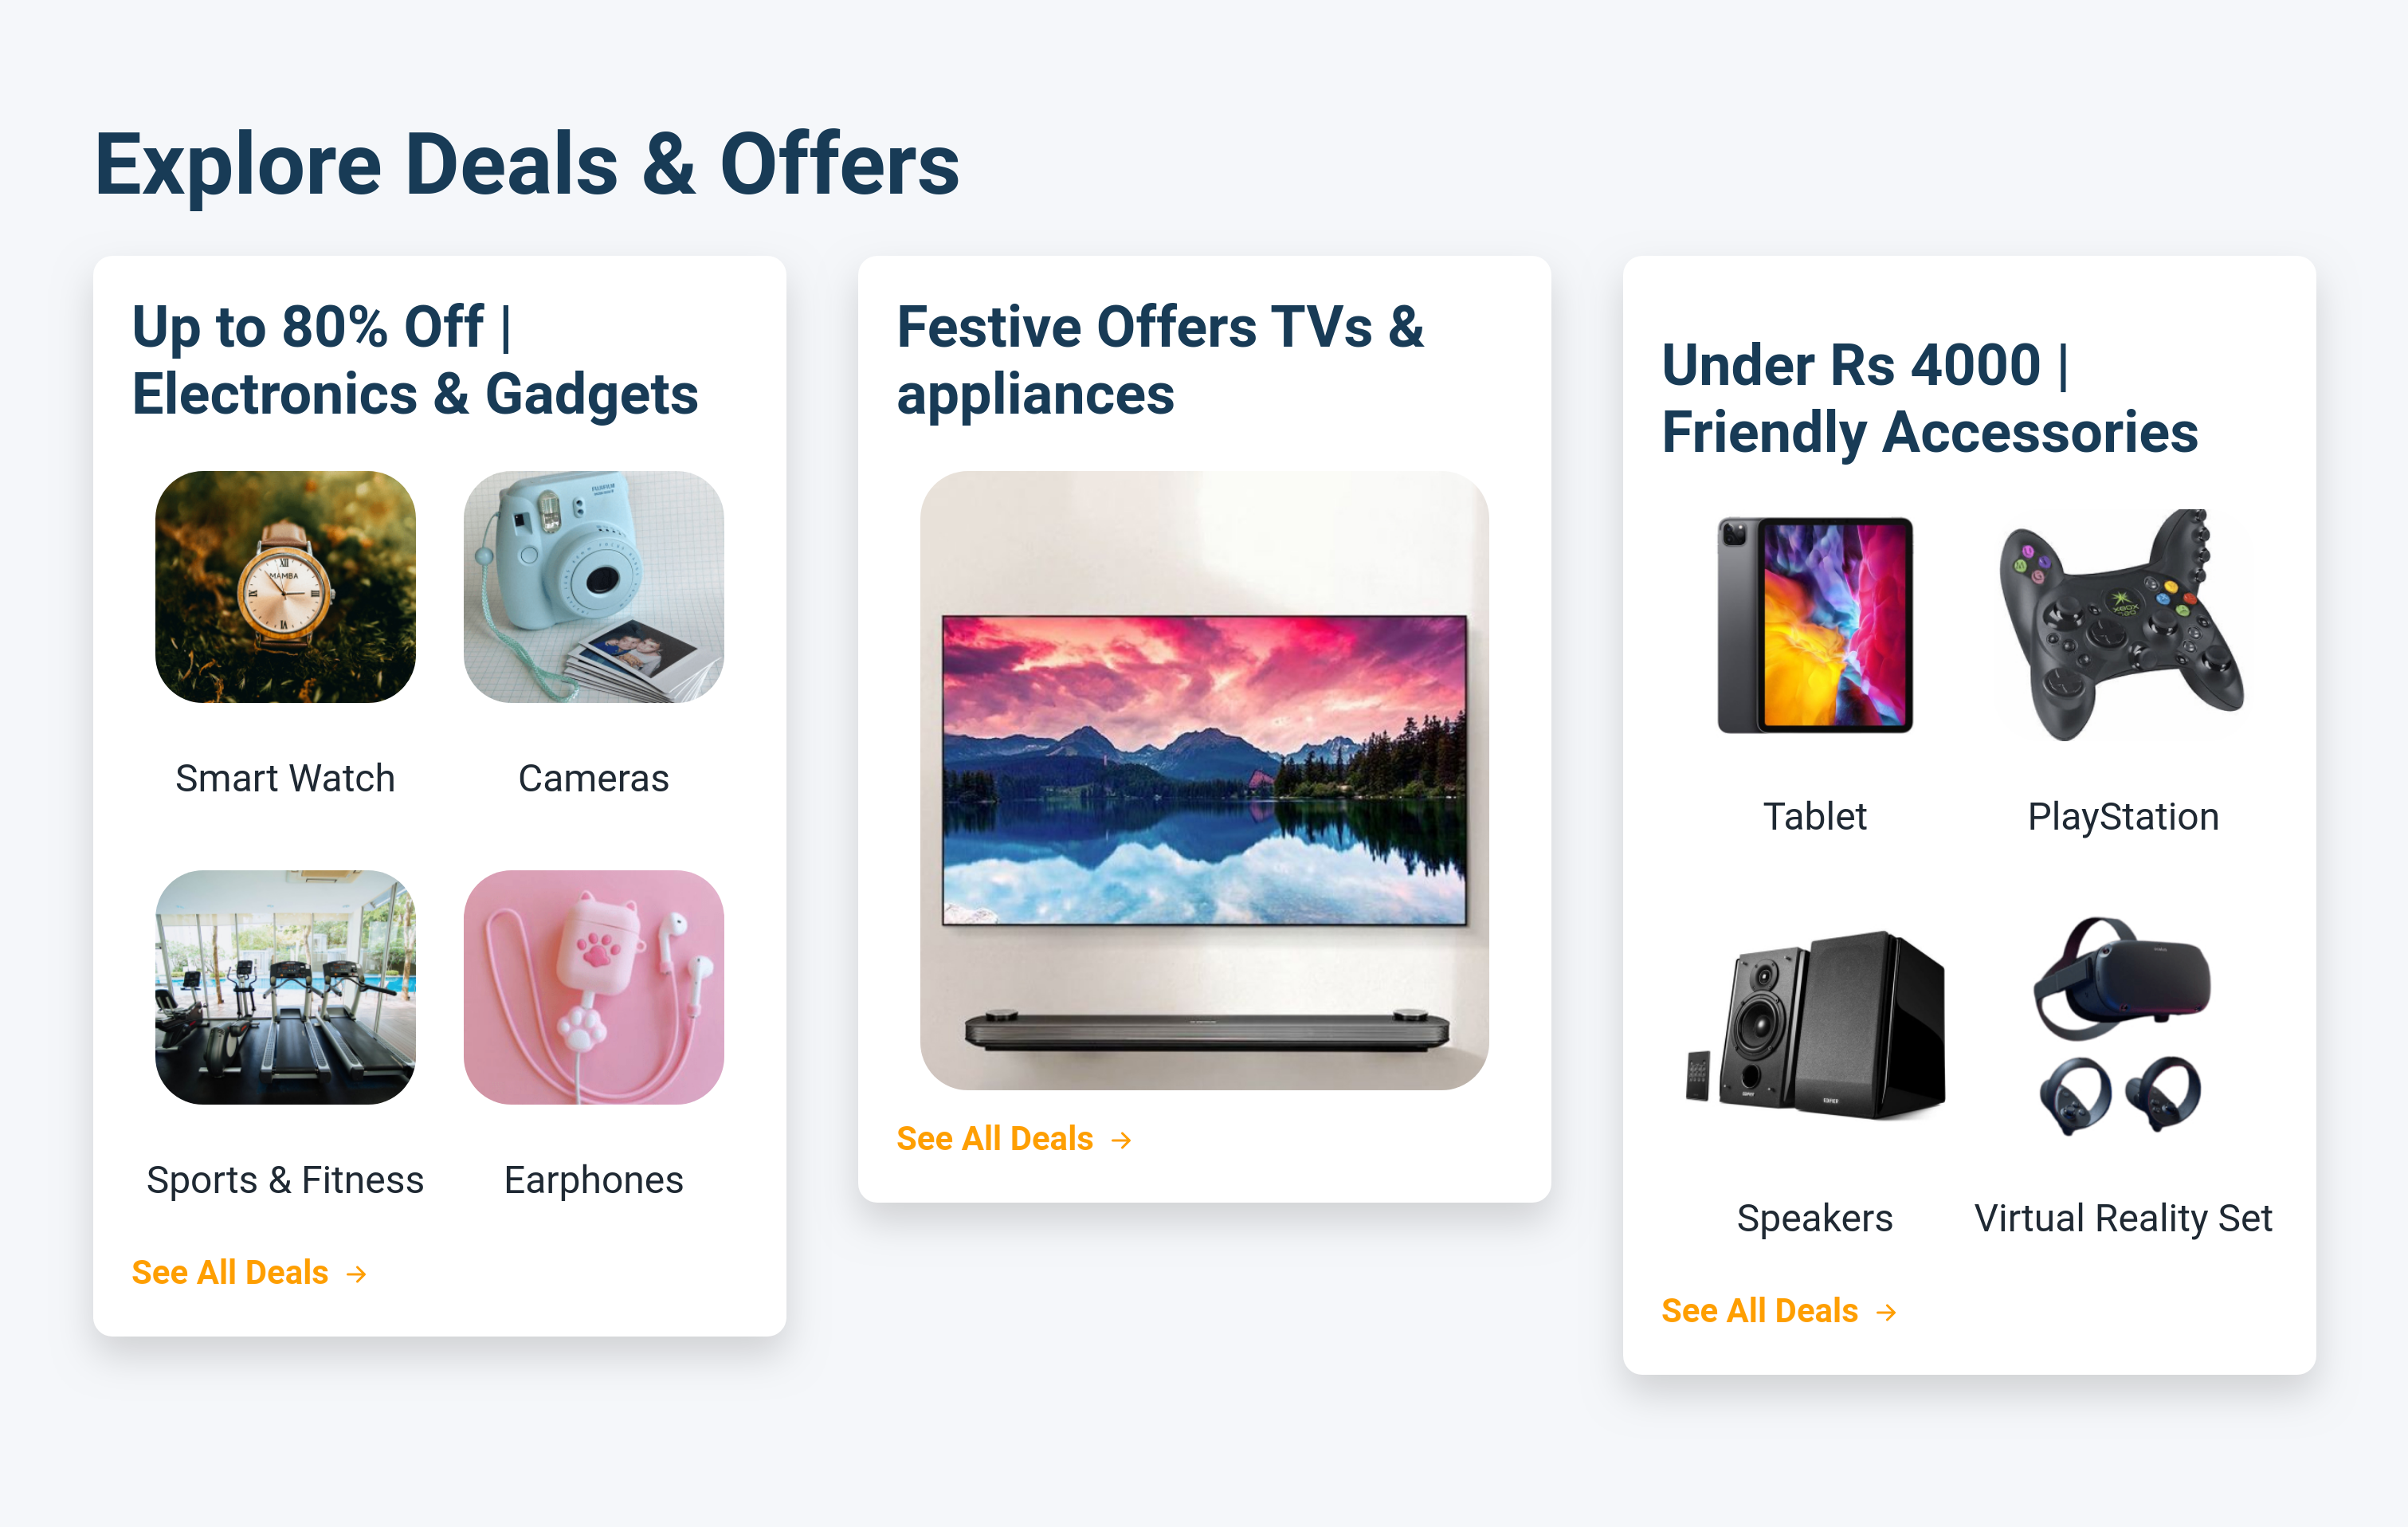 Explore Deals & Offers
Up to 80% Off |
Electronics & Gadgets
MAMBA
Smart Watch
Cameras
Sports & Fitness
Earphones
See All Deals →
Festive Offers TVs &
appliances
See All Deals →
Under Rs 4000 |
Friendly Accessories
XBOX
Tablet
PlayStation
Speakers
Virtual Reality Set
See All Deals →